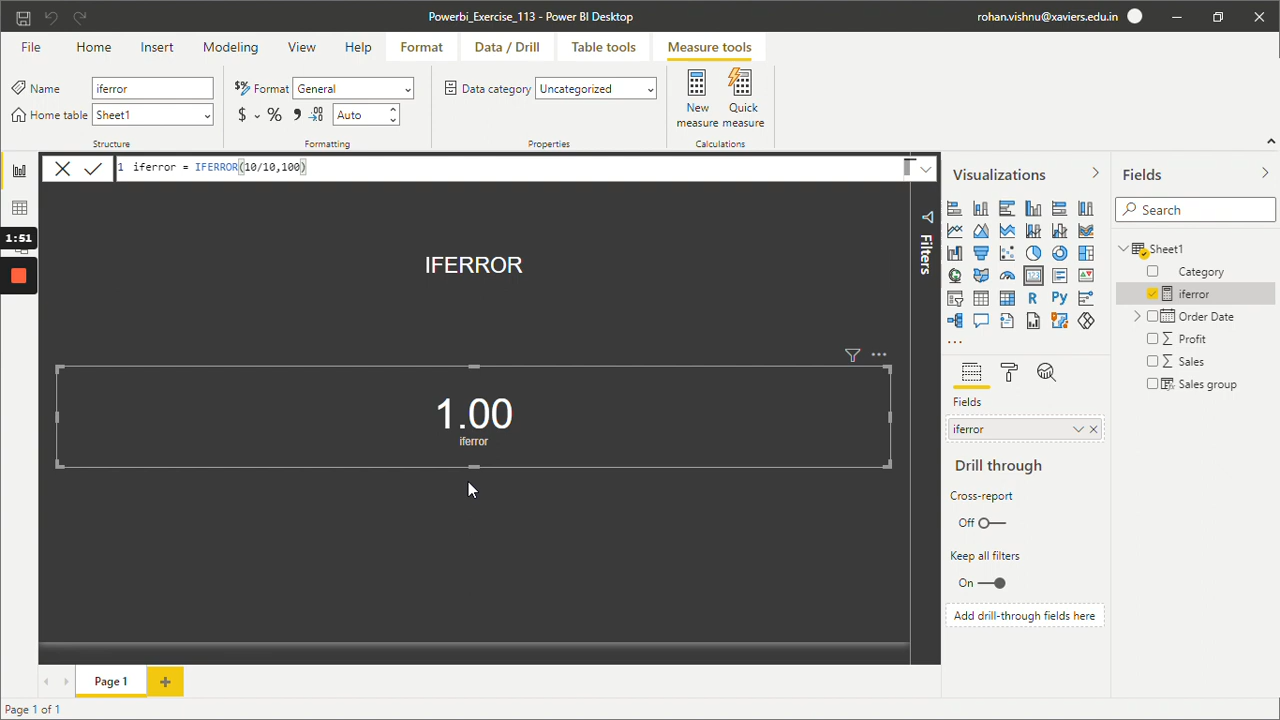 Powerbi_Exercise_113 - Power BI Desktop
rohan.vishnu@xaviers.edu.in
File Home Insert Modeling View Help Format Data / Drill Table tools Measure tools
Name iferror
Home table Sheet1
Structure
$% Format General
$ % 9 .00 Auto
Formatting
Data category Uncategorized
Properties
New measure
Quick measure
Calculations
1 iferror = IFERROR(10/10,100)
1:51
IFERROR
1.00
iferror
Filters
Visualizations
123
R Py
...
Fields
iferror
Drill through
Cross-report
Off
Keep all filters
On
Add drill-through fields here
Fields
Search
Sheet1
Category
iferror
Order Date
Σ Profit
Σ Sales
Sales group
Page 1
Page 1 of 1